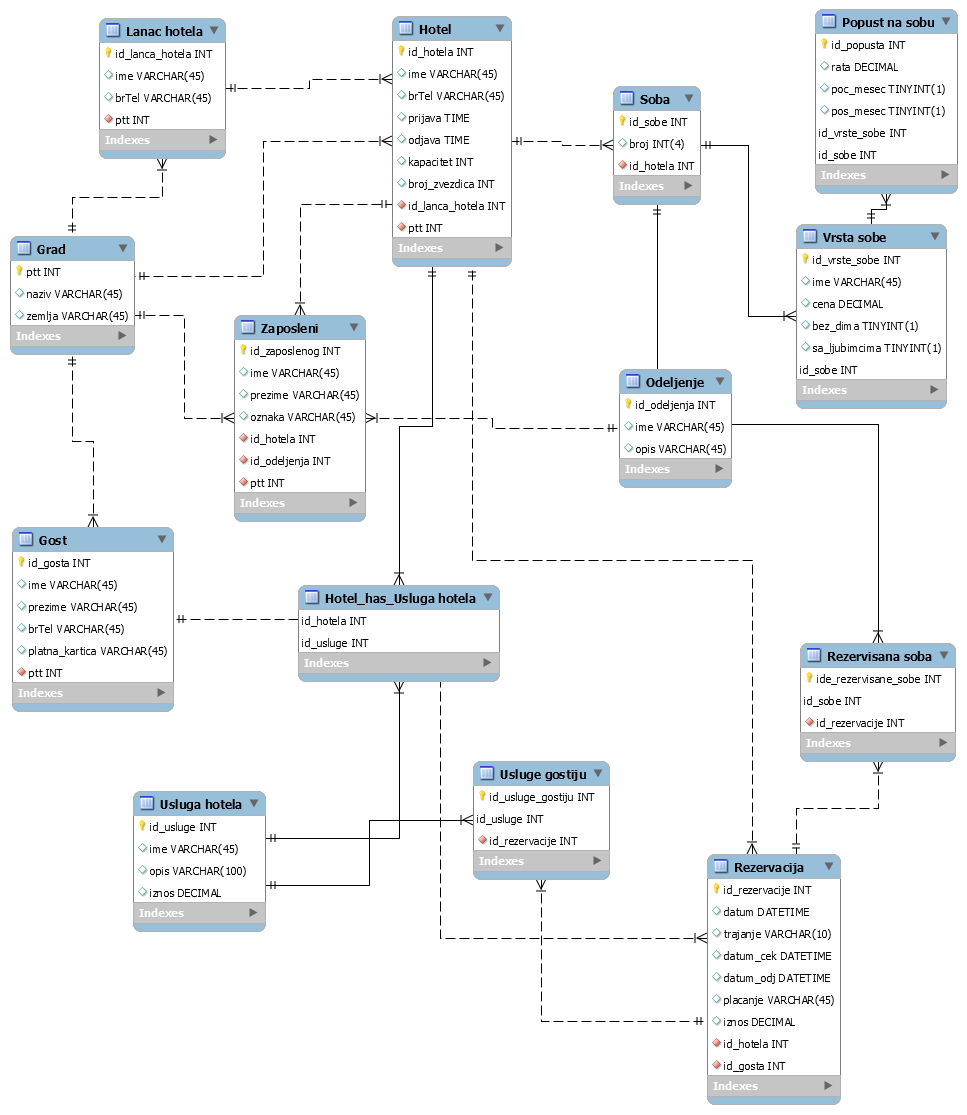 Lanac hotela
id_lanca_hotela INT
ime VARCHAR(45)
brTel VARCHAR(45)
ptt INT
Indexes
Hotel
id_hotela INT
ime VARCHAR(45)
brTel VARCHAR(45)
prijava TIME
odjava TIME
kapacitet INT
broj_zvezdica INT
id_lanca_hotela INT
ptt INT
Indexes
Soba
id_sobe INT
broj INT(4)
id_hotela INT
Indexes
Popust na sobu
id_popusta INT
rata DECIMAL
poc_mesec TINYINT(1)
pos_mesec TINYINT(1)
id_vrste_sobe INT
id_sobe INT
Indexes
Grad
ptt INT
naziv VARCHAR(45)
zemlja VARCHAR(45)
Indexes
Zaposleni
id_zaposlenog INT
ime VARCHAR(45)
prezime VARCHAR(45)
oznaka VARCHAR(45)
id_hotela INT
id_odeljenja INT
ptt INT
Indexes
Vrsta sobe
id_vrste_sobe INT
ime VARCHAR(45)
cena DECIMAL
bez_dima TINYINT(1)
sa_ljubimcima TINYINT(1)
id_sobe INT
Indexes
Odeljenje
id_odeljenja INT
ime VARCHAR(45)
opis VARCHAR(45)
Indexes
Gost
id_gosta INT
ime VARCHAR(45)
prezime VARCHAR(45)
brTel VARCHAR(45)
platna_kartica VARCHAR(45)
ptt INT
Indexes
Hotel_has_Usluga hotela
id_hotela INT
id_usluge INT
Indexes
Rezervisana soba
ide_rezervisane_sobe INT
id_sobe INT
id_rezervacije INT
Indexes
Usluga hotela
id_usluge INT
ime VARCHAR(45)
opis VARCHAR(100)
iznos DECIMAL
Indexes
Usluge gostiju
id_usluge_gostiju INT
id_usluge INT
id_rezervacije INT
Indexes
Rezervacija
id_rezervacije INT
datum DATETIME
trajanje VARCHAR(10)
datum_cek DATETIME
datum_odj DATETIME
placanje VARCHAR(45)
iznos DECIMAL
id_hotela INT
id_gosta INT
Indexes